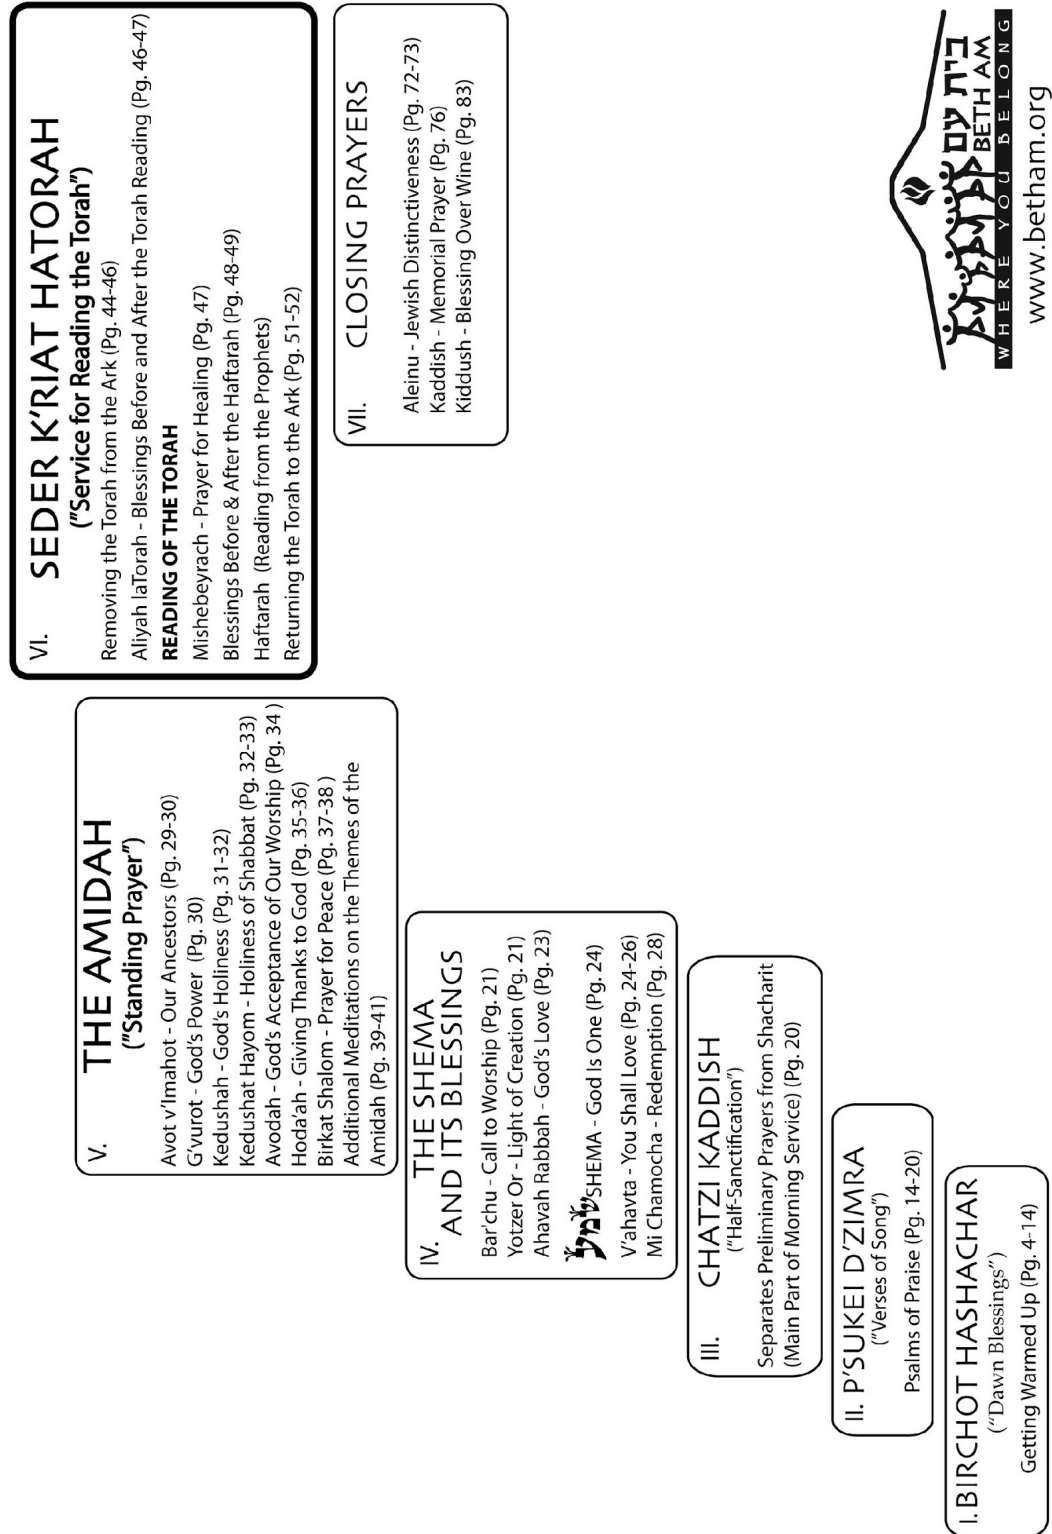 I. BIRCHOT HASHACHAR
("Dawn Blessings")
Getting Warmed Up (Pg. 4-14)
II. P'SUKEI D'ZIMRA
("Verses of Song")
Psalms of Praise (Pg. 14-20)
III. CHATZI KADDISH
("Half-Sanctification")
Separates Preliminary Prayers from Shacharit
(Main Part of Morning Service) (Pg. 20)
IV. THE SHEMA
AND ITS BLESSINGS
Bar'chu - Call to Worship (Pg. 21)
Yotzer Or - Light of Creation (Pg. 21)
Ahavah Rabbah - God's Love (Pg. 23)
שמע SHEMA - God Is One (Pg. 24)
V'ahavta - You Shall Love (Pg. 24-26)
Mi Chamocha - Redemption (Pg. 28)
V. THE AMIDAH
("Standing Prayer")
Avot v'Imahot - Our Ancestors (Pg. 29-30)
G'vurot - God's Power (Pg. 30)
Kedushah - God's Holiness (Pg. 31-32)
Kedushat Hayom - Holiness of Shabbat (Pg. 32-33)
Avodah - God's Acceptance of Our Worship (Pg. 34 )
Hoda'ah - Giving Thanks to God (Pg. 35-36)
Birkat Shalom - Prayer for Peace (Pg. 37-38 )
Additional Meditations on the Themes of the
Amidah (Pg. 39-41)
VI. SEDER K'RIAT HATORAH
("Service for Reading the Torah")
Removing the Torah from the Ark (Pg. 44-46)
Aliyah laTorah - Blessings Before and After the Torah Reading (Pg. 46-47)
READING OF THE TORAH
Mishebeyrach - Prayer for Healing (Pg. 47)
Blessings Before & After the Haftarah (Pg. 48-49)
Haftarah (Reading from the Prophets)
Returning the Torah to the Ark (Pg. 51-52)
VII. CLOSING PRAYERS
Aleinu - Jewish Distinctiveness (Pg. 72-73)
Kaddish - Memorial Prayer (Pg. 76)
Kiddush - Blessing Over Wine (Pg. 83)
בית עם
BETH AM
WHERE YOU BELONG
www.betham.org